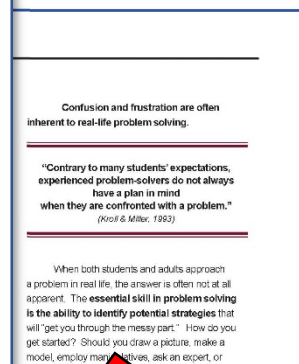 Confusion and frustration are often
inherent to real-life problem solving.
"Contrary to many students' expectations,
experienced problem-solvers do not always
have a plan in mind
when they are confronted with a problem."
(Kroll & Miller, 1993)
When both students and adults approach
a problem in real life, the answer is often not at all
apparent. The essential skill in problem solving
is the ability to identify potential strategies that
will "get you through the messy part." How do you
get started? Should you draw a picture, make a
model, employ ask an expert, or